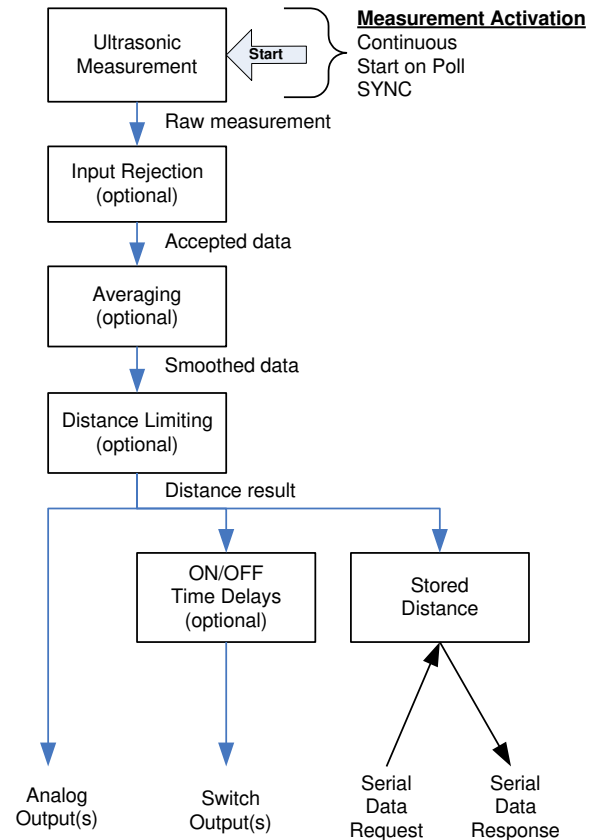 Measurement Activation
Continuous
Start on Poll
SYNC
Ultrasonic
Measurement
Start
Raw measurement
Input Rejection
(optional)
Accepted data
Averaging
(optional)
Smoothed data
Distance Limiting
(optional)
Distance result
ON/OFF
Time Delays
(optional)
Stored
Distance
Analog
Output(s)
Switch
Output(s)
Serial
Data
Request
Serial
Data
Response